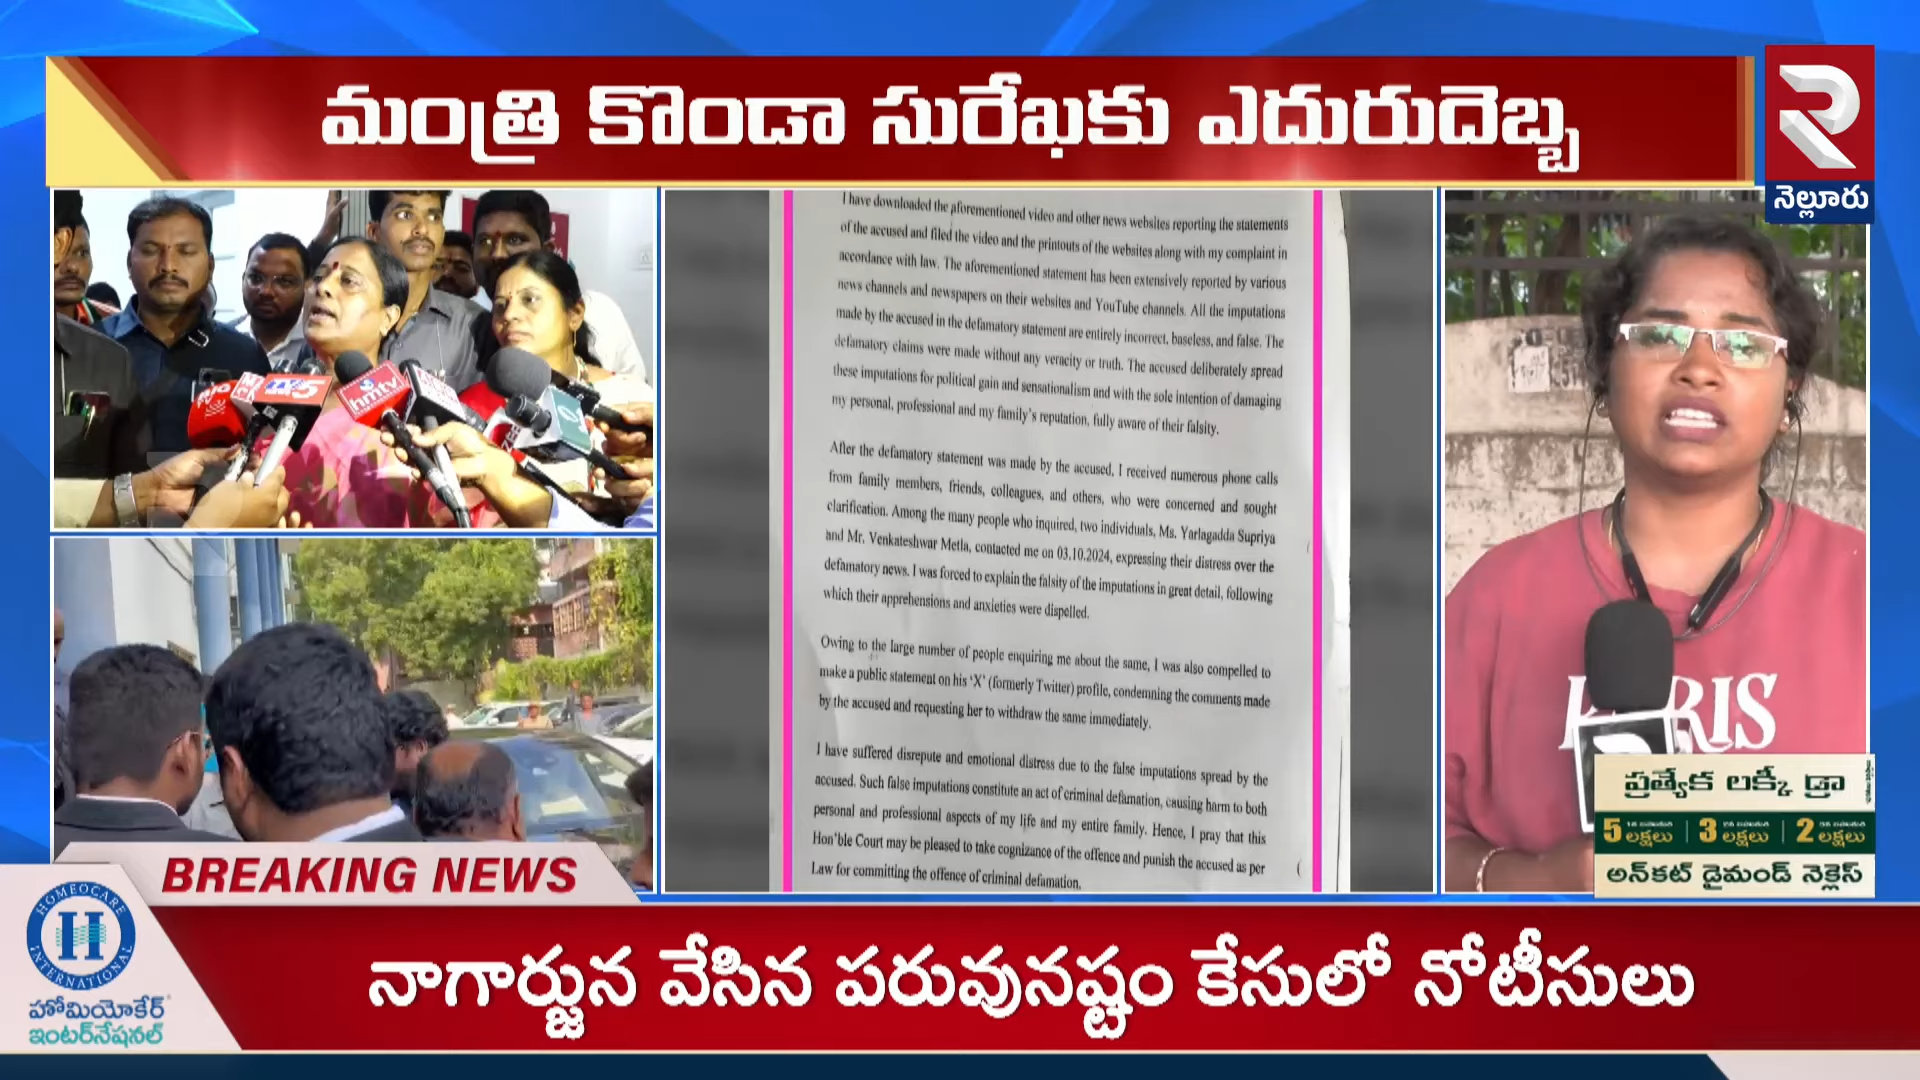 మంత్రి కొండా సురేఖకు ఎదురుదెబ్బ
R
నెల్లూరు
TV5
hmtv
I have downloaded the aforementioned video and other news websites reporting the statements
of the accused and filed the video and the printouts of the websites along with my complaint in
accordance with law. The aforementioned statement has been extensively reported by various
news channels and newspapers on their websites and YouTube channels. All the imputations
made by the accused in the defamatory statement are entirely incorrect, baseless, and false. The
defamatory claims were made without any veracity or truth. The accused deliberately spread
these imputations for political gain and sensationalism and with the sole intention of damaging
my personal, professional and my family's reputation, fully aware of their falsity.
After the defamatory statement was made by the accused, I received numerous phone calls
from family members, friends, colleagues, and others, who were concerned and sought
clarification. Among the many people who inquired, two individuals, Ms. Yarlagadda Supriya
and Mr. Venkateshwar Metla, contacted me on 03.10.2024, expressing their distress over the
defamatory news. I was forced to explain the falsity of the imputations in great detail, following
which their apprehensions and anxieties were dispelled.
Owing to the large number of people enquiring me about the same, I was also compelled to
make a public statement on his 'X' (formerly Twitter) profile, condemning the comments made
by the accused and requesting her to withdraw the same immediately.
I have suffered disrepute and emotional distress due to the false imputations spread by the
accused. Such false imputations constitute an act of criminal defamation, causing harm to both
personal and professional aspects of my life and my entire family. Hence, I pray that this
Hon'ble Court may be pleased to take cognizance of the offence and punish the accused as per
Law for committing the offence of criminal defamation.
ప్రత్యేక లక్కీ డ్రా
5 లక్షలు | 3 లక్షలు | 2 లక్షలు
అన్‌కట్ డైమండ్ నెక్లెస్
BREAKING NEWS
HOMEOCARE
H
INTERNATIONAL
హోమియోకేర్
ఇంటర్‌నేషనల్
నాగార్జున వేసిన పరువునష్టం కేసులో నోటీసులు